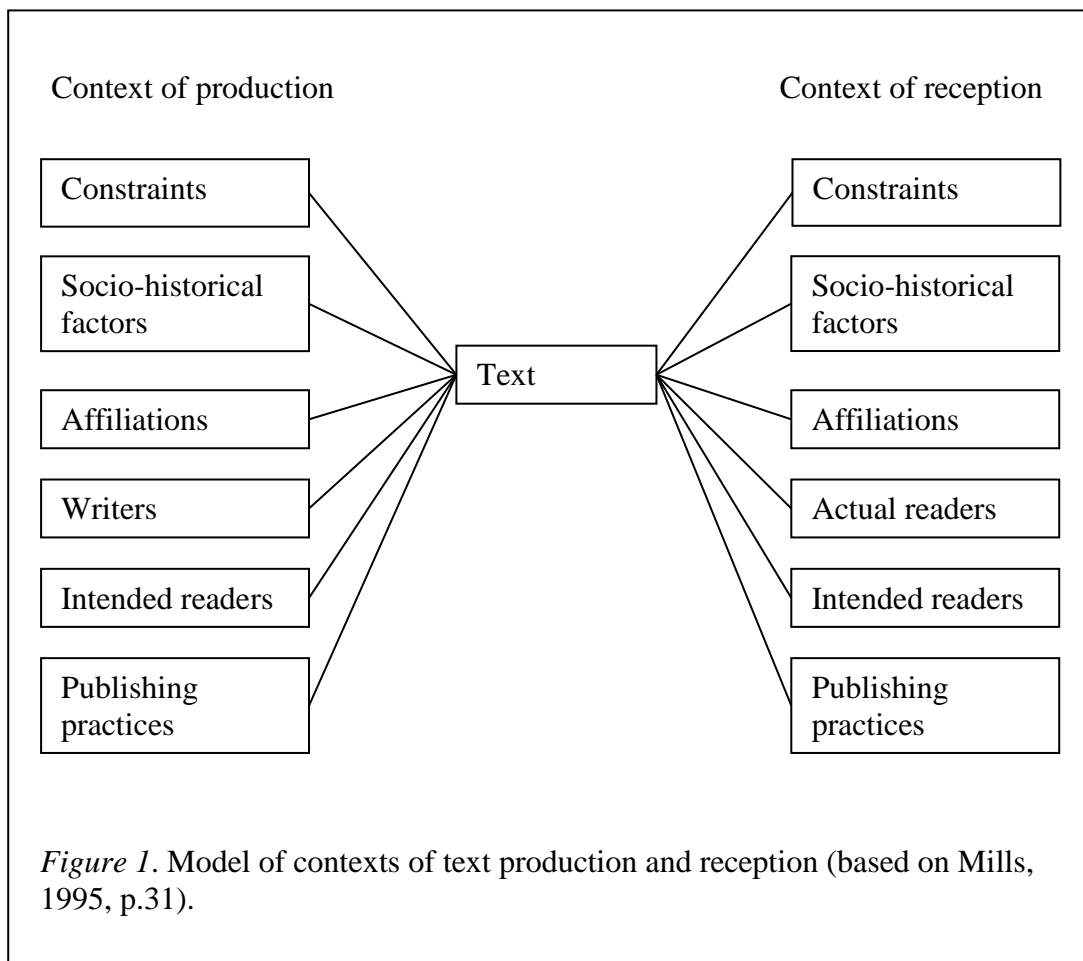 Context of production
Context of reception
Constraints
Socio-historical
factors
Affiliations
Writers
Intended readers
Publishing
practices
Text
Constraints
Socio-historical
factors
Affiliations
Actual readers
Intended readers
Publishing
practices
Figure 1. Model of contexts of text production and reception (based on Mills,
1995, p.31).